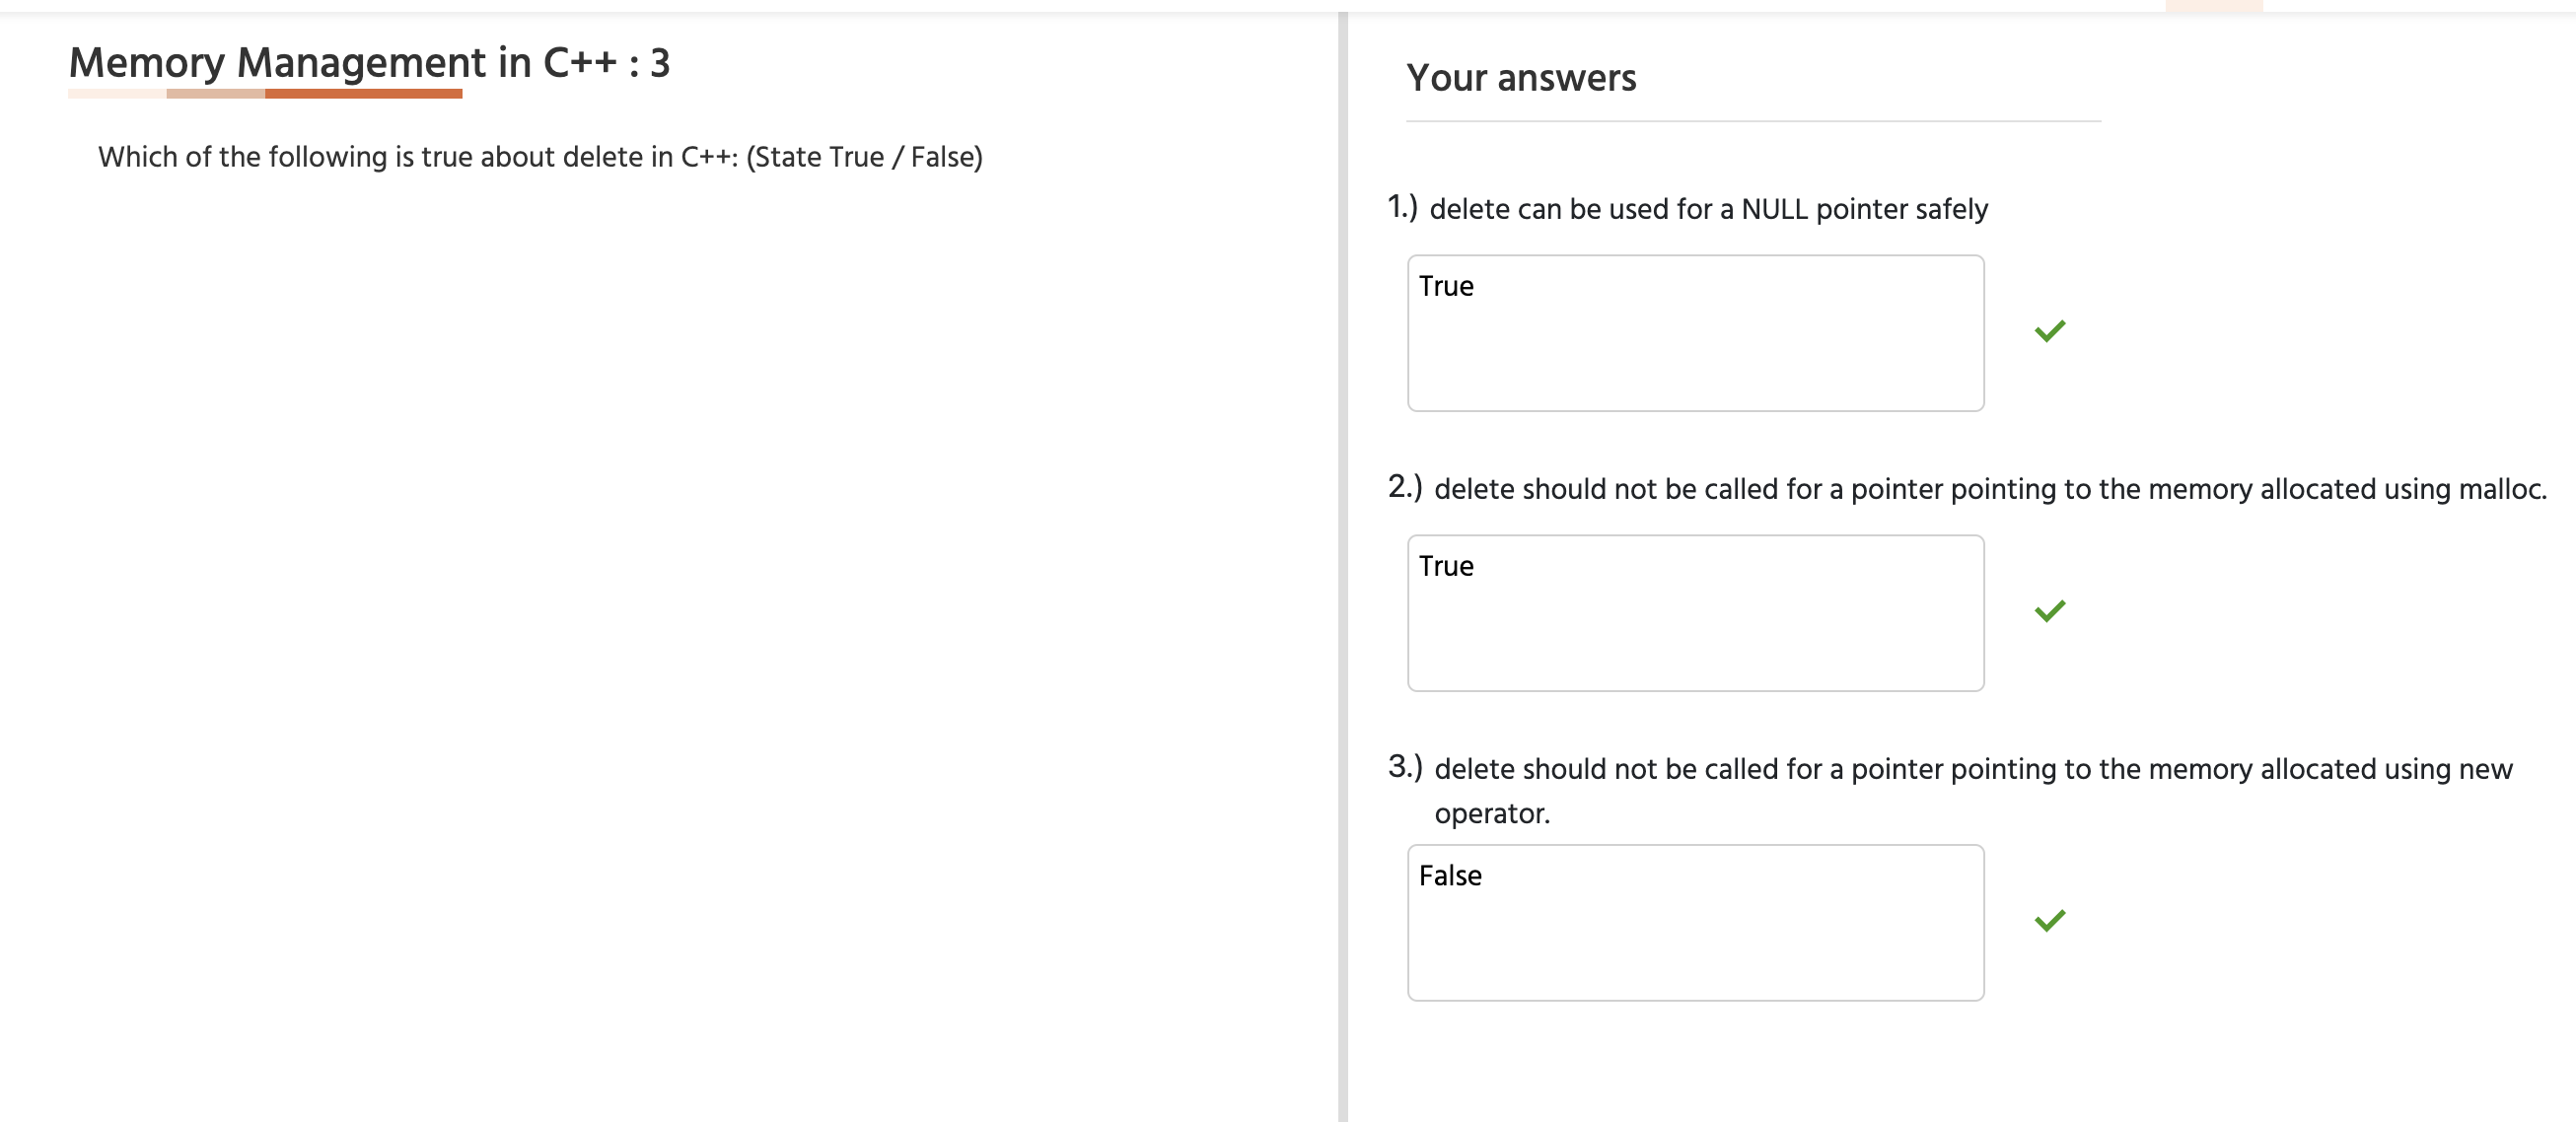 Memory Management in C++ : 3
Which of the following is true about delete in C++: (State True / False)
Your answers
1.) delete can be used for a NULL pointer safely
True
2.) delete should not be called for a pointer pointing to the memory allocated using malloc.
True
3.) delete should not be called for a pointer pointing to the memory allocated using new
operator.
False